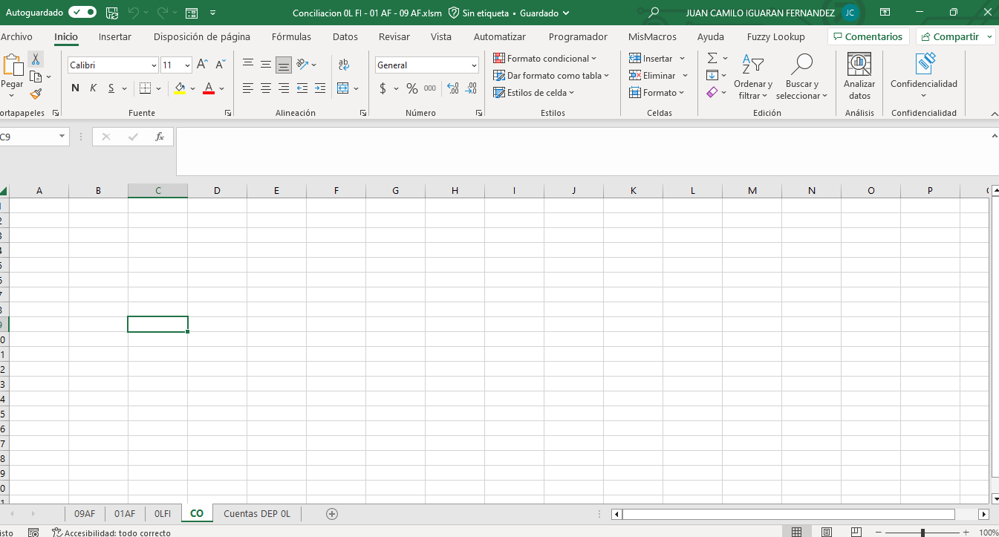 Autoguardado Conciliacion 0L FI - 01 AF - 09 AF.xlsm Sin etiqueta • Guardado JUAN CAMILO IGUARAN FERNANDEZ JC
Archivo Inicio Insertar Disposición de página Fórmulas Datos Revisar Vista Automatizar Programador MisMacros Ayuda Fuzzy Lookup Comentarios Compartir
Calibri 11 A A ab General Formato condicional Insertar Σ
Pegar Dar formato como tabla Eliminar Ordenar y Buscar y Analizar Confidencialidad
N K S A $ % 000 Estilos de celda Formato filtrar seleccionar datos
ortapapeles Fuente Alineación Número Estilos Celdas Edición Análisis Confidencialidad
C9 fx
A B C D E F G H I J K L M N O P
1
2
3
4
5
6
7
8
9
0
1
2
3
4
5
6
7
8
9
0
1
09AF 01AF 0LFI CO Cuentas DEP 0L
isto Accesibilidad: todo correcto 100%